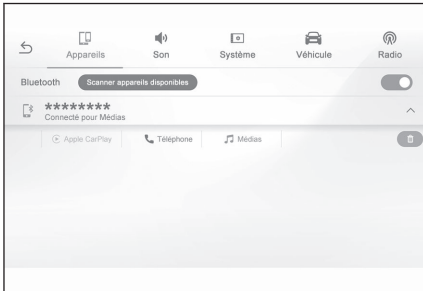 Appareils Son Système Véhicule Radio
Bluetooth Scanner appareils disponibles
********
Connecté pour Médias
Apple CarPlay Téléphone Médias